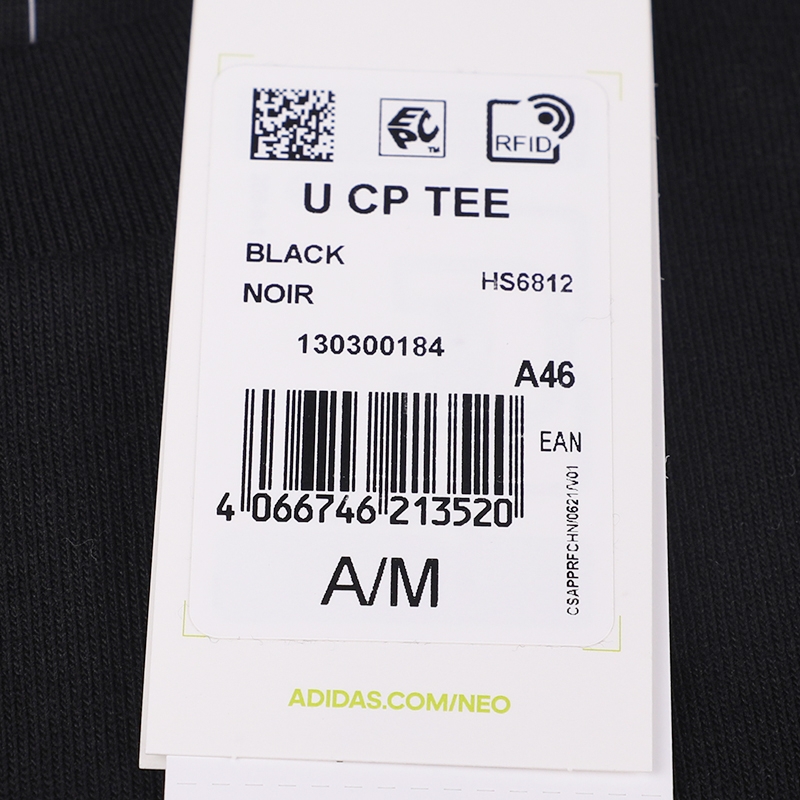 EPC TM
RFID
U CP TEE
BLACK
NOIR
HS6812
130300184
A46
EAN
4 066746 213520
CSAPPRFCHN/0621/V01
A/M
ADIDAS.COM/NEO